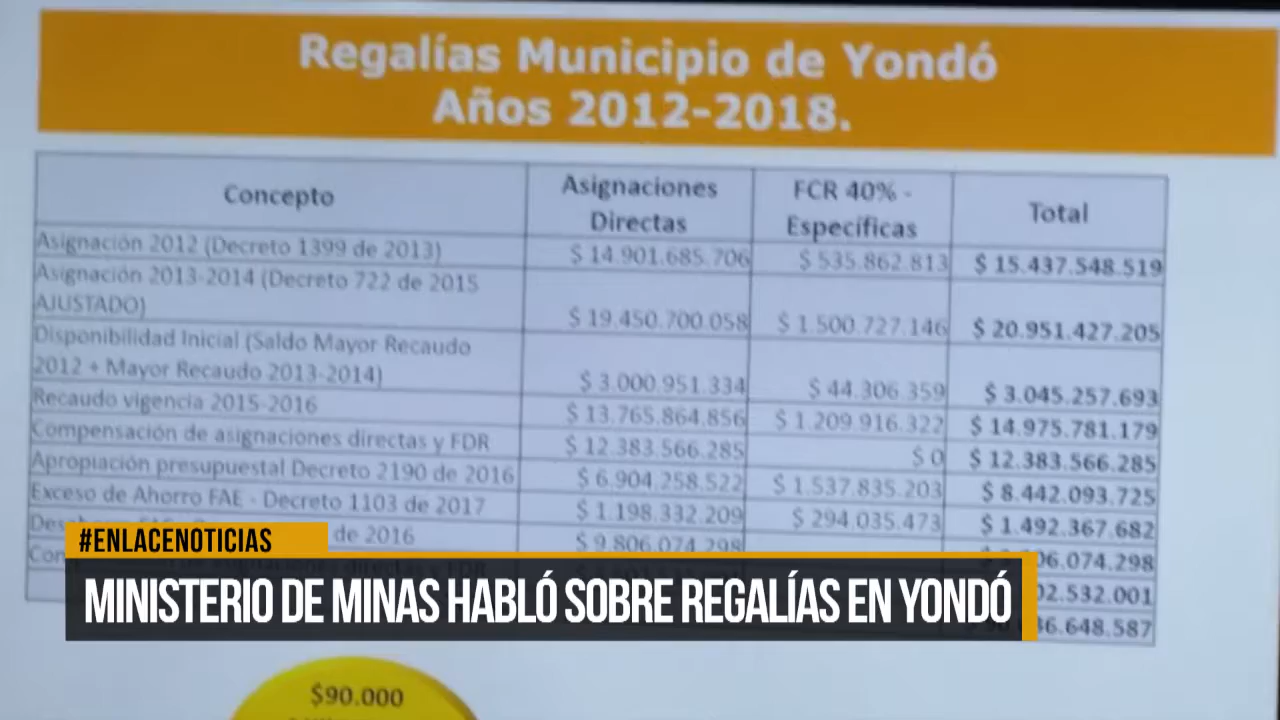 Regalías Municipio de Yondó
Años 2012-2018.
Concepto
Asignaciones
Directas
FCR 40% -
Específicas
Total
Asignación 2012 (Decreto 1399 de 2013)
$ 14.901.685.706
$ 535.862.813
$ 15.437.548.519
Asignación 2013-2014 (Decreto 722 de 2015
AJUSTADO)
$ 19.450.700.058
$ 1.500.727.146
$ 20.951.427.205
Disponibilidad Inicial (Saldo Mayor Recaudo
2012 + Mayor Recaudo 2013-2014)
$ 3.000.951.334
$ 44.306.359
$ 3.045.257.693
Recaudo vigencia 2015-2016
$ 13.765.864.856
$ 1.209.916.322
$ 14.975.781.179
Compensación de asignaciones directas y FDR
$ 12.383.566.285
$ 0
$ 12.383.566.285
Apropiación presupuestal Decreto 2190 de 2016
$ 6.904.258.522
$ 1.537.835.203
$ 8.442.093.725
Exceso de Ahorro FAE - Decreto 1103 de 2017
$ 1.198.332.209
$ 294.035.473
$ 1.492.367.682
de 2016
$ 9.806.074.298
06.074.298
02.532.001
36.648.587
#ENLACENOTICIAS
MINISTERIO DE MINAS HABLÓ SOBRE REGALÍAS EN YONDÓ
$90.000